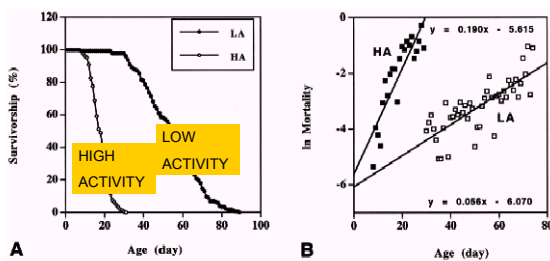 120
100
80
60
40
20
0
Survivorship (%)
LA
HA
HIGH
ACTIVITY
LOW
ACTIVITY
0 20 40 60 80 100
Age (day)
A
-0
-2
-4
-6
ln Mortality
y = 0.190x - 5.615
HA
LA
y = 0.056x - 6.070
0 20 40 60 80
Age (day)
B